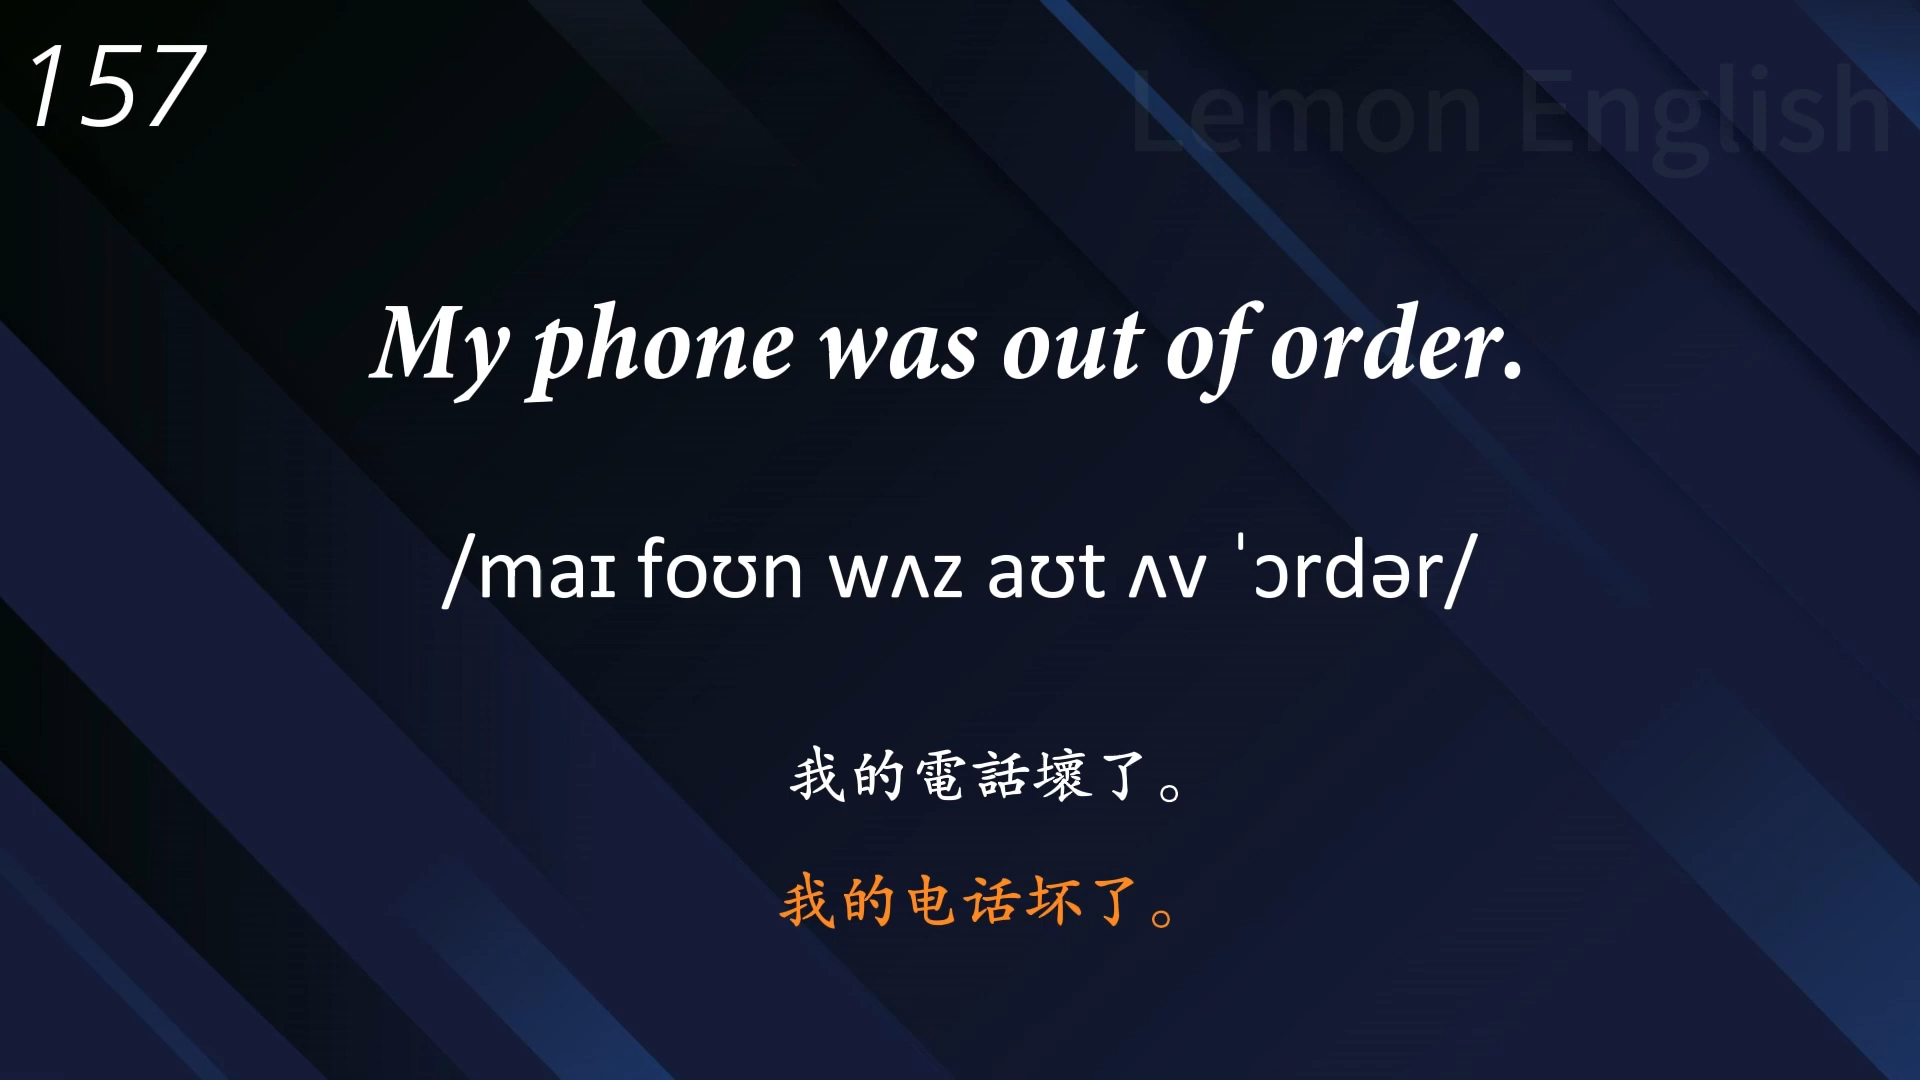 157
Lemon English
My phone was out of order.
/maɪ foʊn wʌz aʊt ʌv ˈɔrdər/
我的電話壞了。
我的电话坏了。